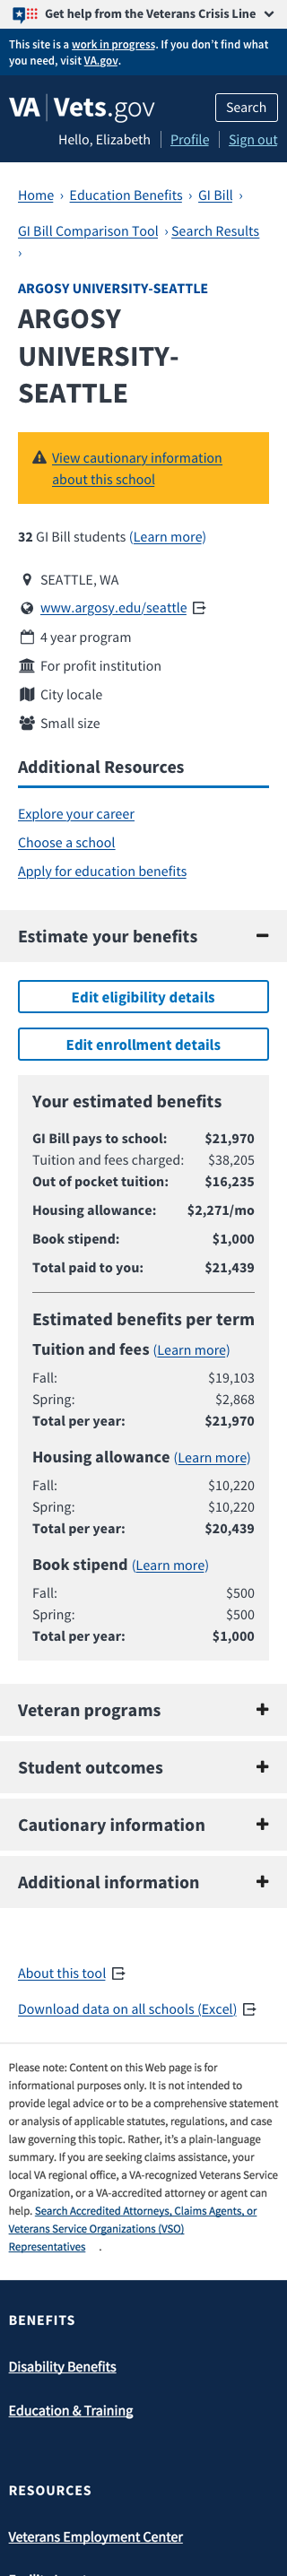 Get help from the Veterans Crisis Line
This site is a work in progress. If you don't find what
you need, visit VA.gov.
VA | Vets.gov
Search
Hello, Elizabeth | Profile | Sign out
Home › Education Benefits › GI Bill ›
GI Bill Comparison Tool › Search Results
›
ARGOSY UNIVERSITY-SEATTLE
ARGOSY
UNIVERSITY-
SEATTLE
View cautionary information
about this school
32 GI Bill students (Learn more)
SEATTLE, WA
www.argosy.edu/seattle
4 year program
For profit institution
City locale
Small size
Additional Resources
Explore your career
Choose a school
Apply for education benefits
Estimate your benefits
Edit eligibility details
Edit enrollment details
Your estimated benefits
GI Bill pays to school: $21,970
Tuition and fees charged: $38,205
Out of pocket tuition: $16,235
Housing allowance: $2,271/mo
Book stipend: $1,000
Total paid to you: $21,439
Estimated benefits per term
Tuition and fees (Learn more)
Fall: $19,103
Spring: $2,868
Total per year: $21,970
Housing allowance (Learn more)
Fall: $10,220
Spring: $10,220
Total per year: $20,439
Book stipend (Learn more)
Fall: $500
Spring: $500
Total per year: $1,000
Veteran programs
Student outcomes
Cautionary information
Additional information
About this tool
Download data on all schools (Excel)
Please note: Content on this Web page is for
informational purposes only. It is not intended to
provide legal advice or to be a comprehensive statement
or analysis of applicable statutes, regulations, and case
law governing this topic. Rather, it's a plain-language
summary. If you are seeking claims assistance, your
local VA regional office, a VA-recognized Veterans Service
Organization, or a VA-accredited attorney or agent can
help. Search Accredited Attorneys, Claims Agents, or
Veterans Service Organizations (VSO)
Representatives .
BENEFITS
Disability Benefits
Education & Training
RESOURCES
Veterans Employment Center